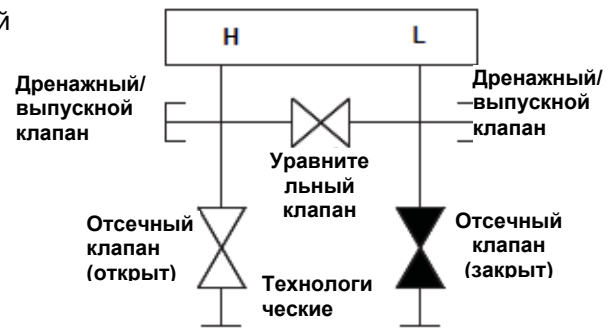 й
H L
Дренажный/
выпускной
клапан
Дренажный/
выпускной
клапан
Уравните
льный
клапан
Отсечный
клапан
(открыт)
Отсечный
клапан
(закрыт)
Технологи
ческие